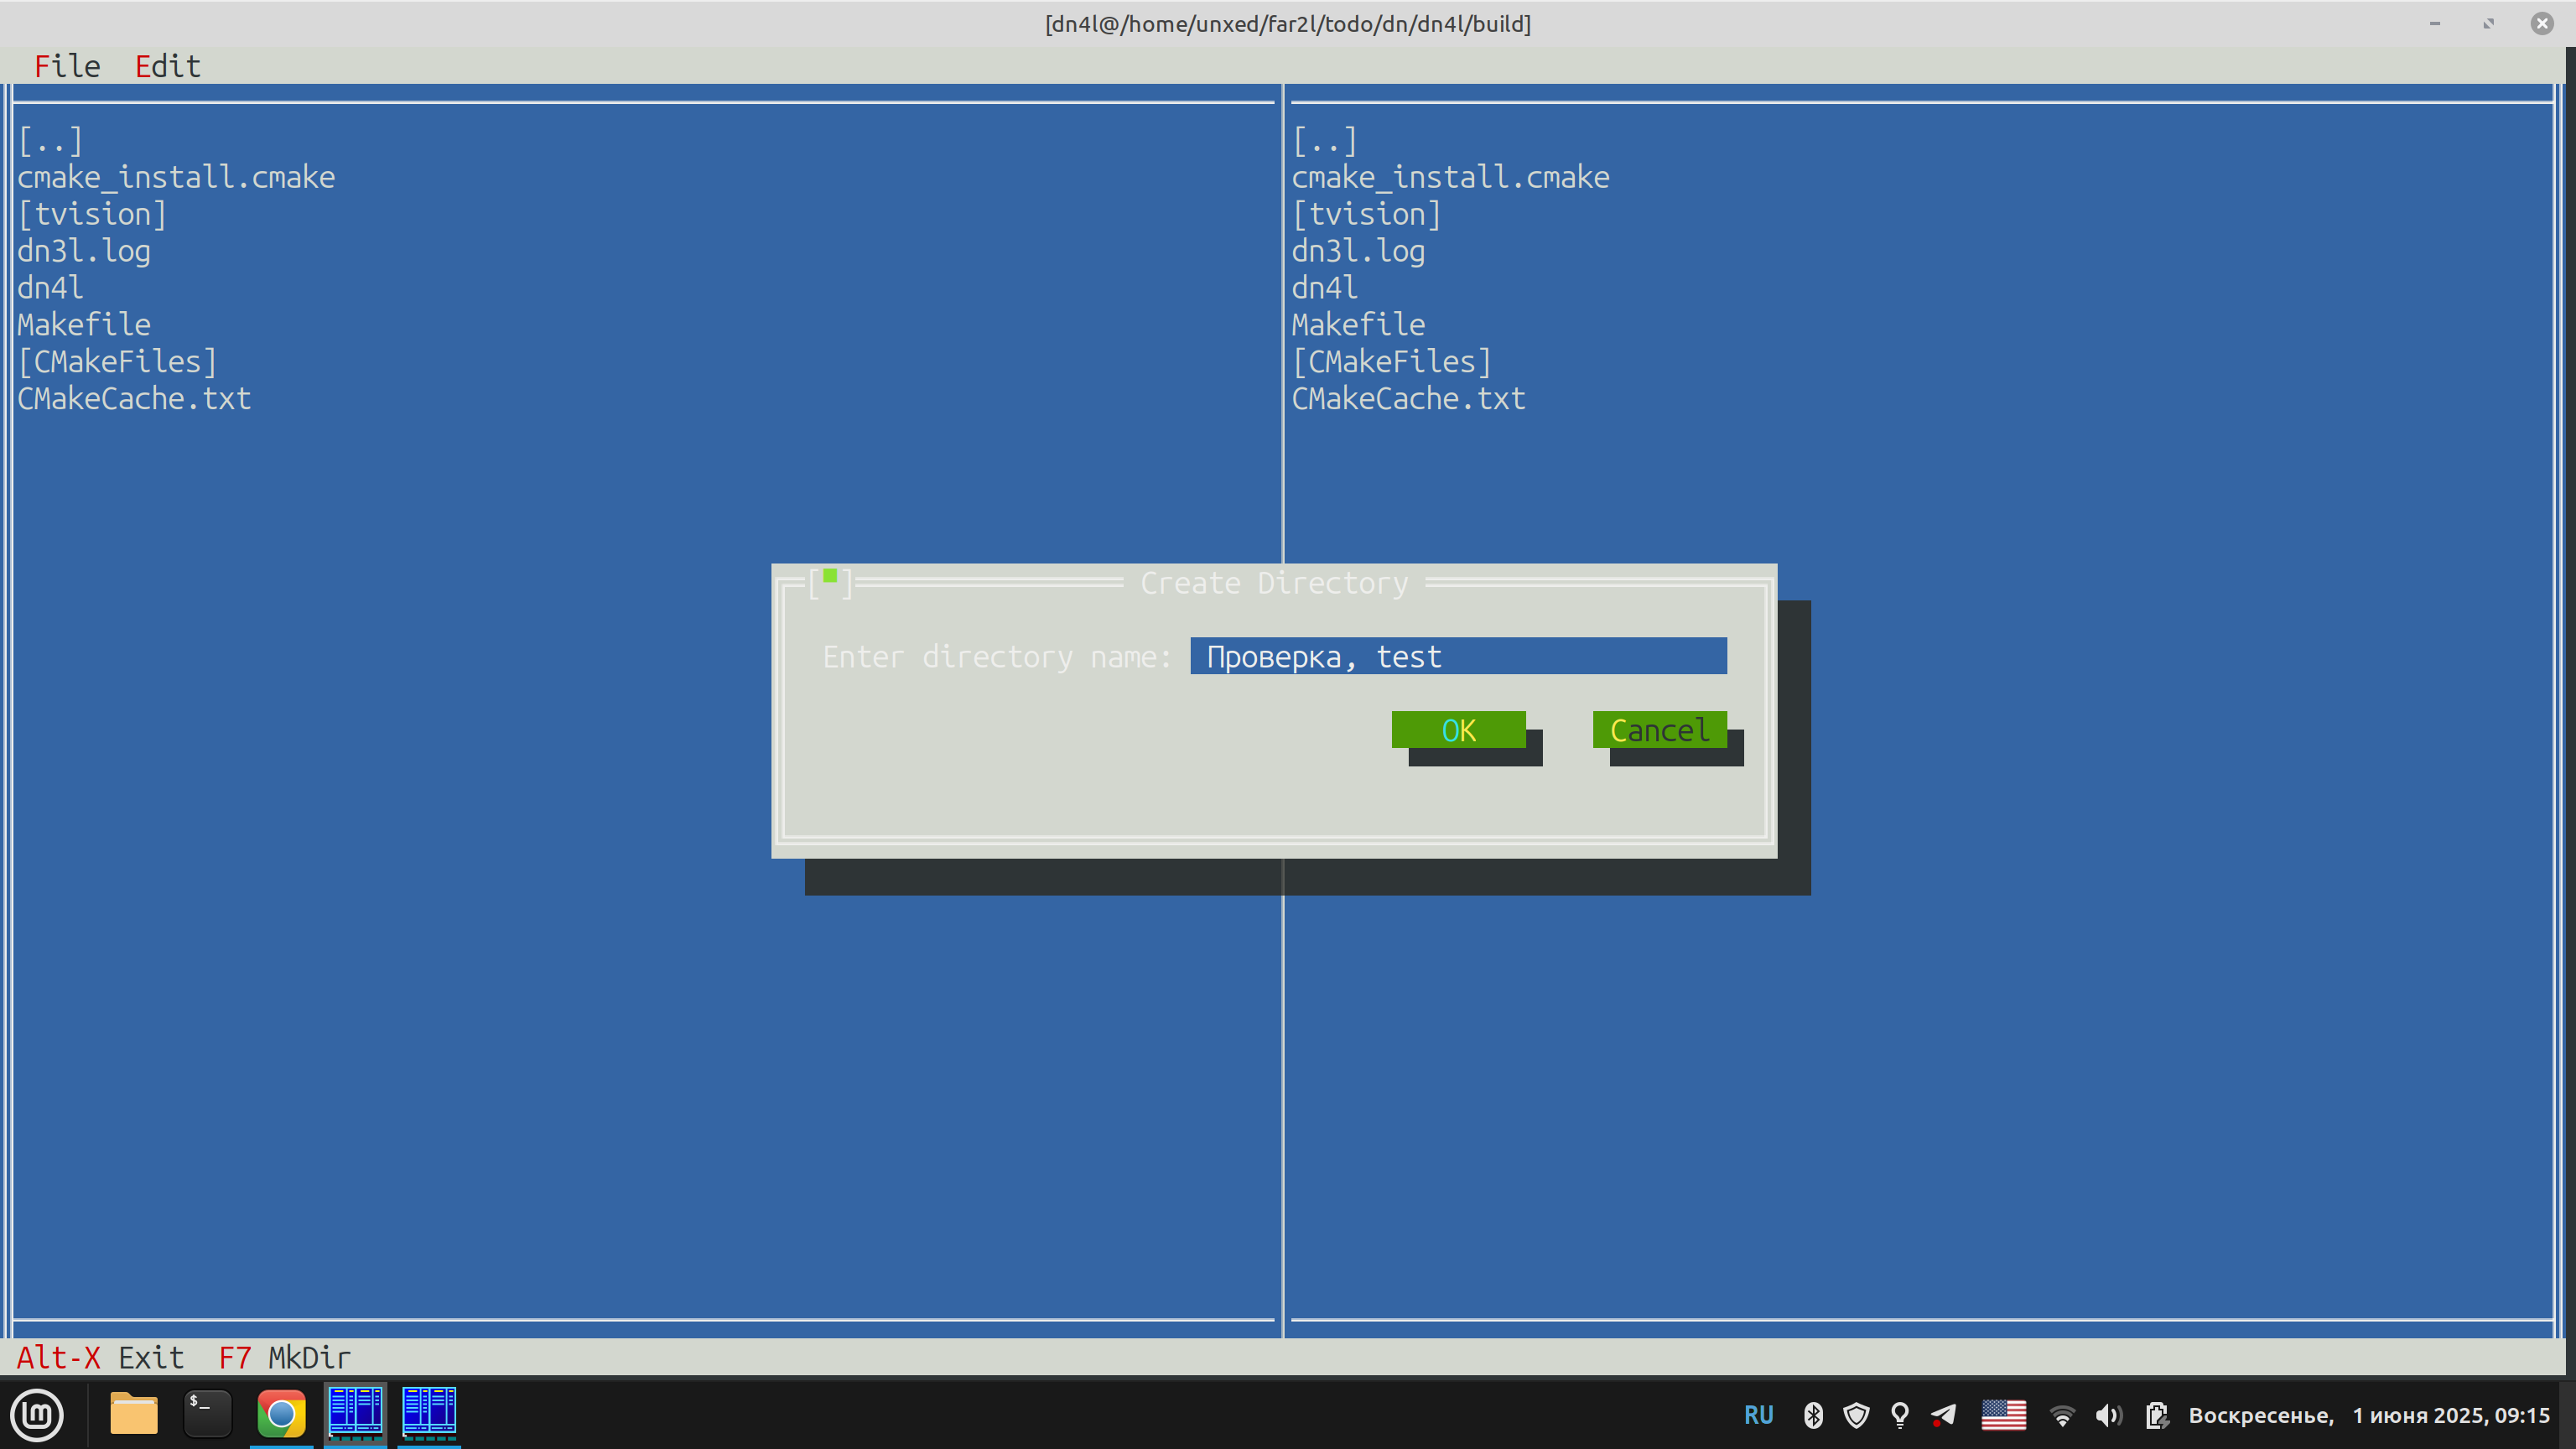 [dn4l@/home/unxed/far2l/todo/dn/dn4l/build]
File Edit
[..]
cmake_install.cmake
[tvision]
dn3l.log
dn4l
Makefile
[CMakeFiles]
CMakeCache.txt
[..]
cmake_install.cmake
[tvision]
dn3l.log
dn4l
Makefile
[CMakeFiles]
CMakeCache.txt
[■] Create Directory
Enter directory name: Проверка, test
OK Cancel
Alt-X Exit F7 MkDir
$_
RU Воскресенье, 1 июня 2025, 09:15